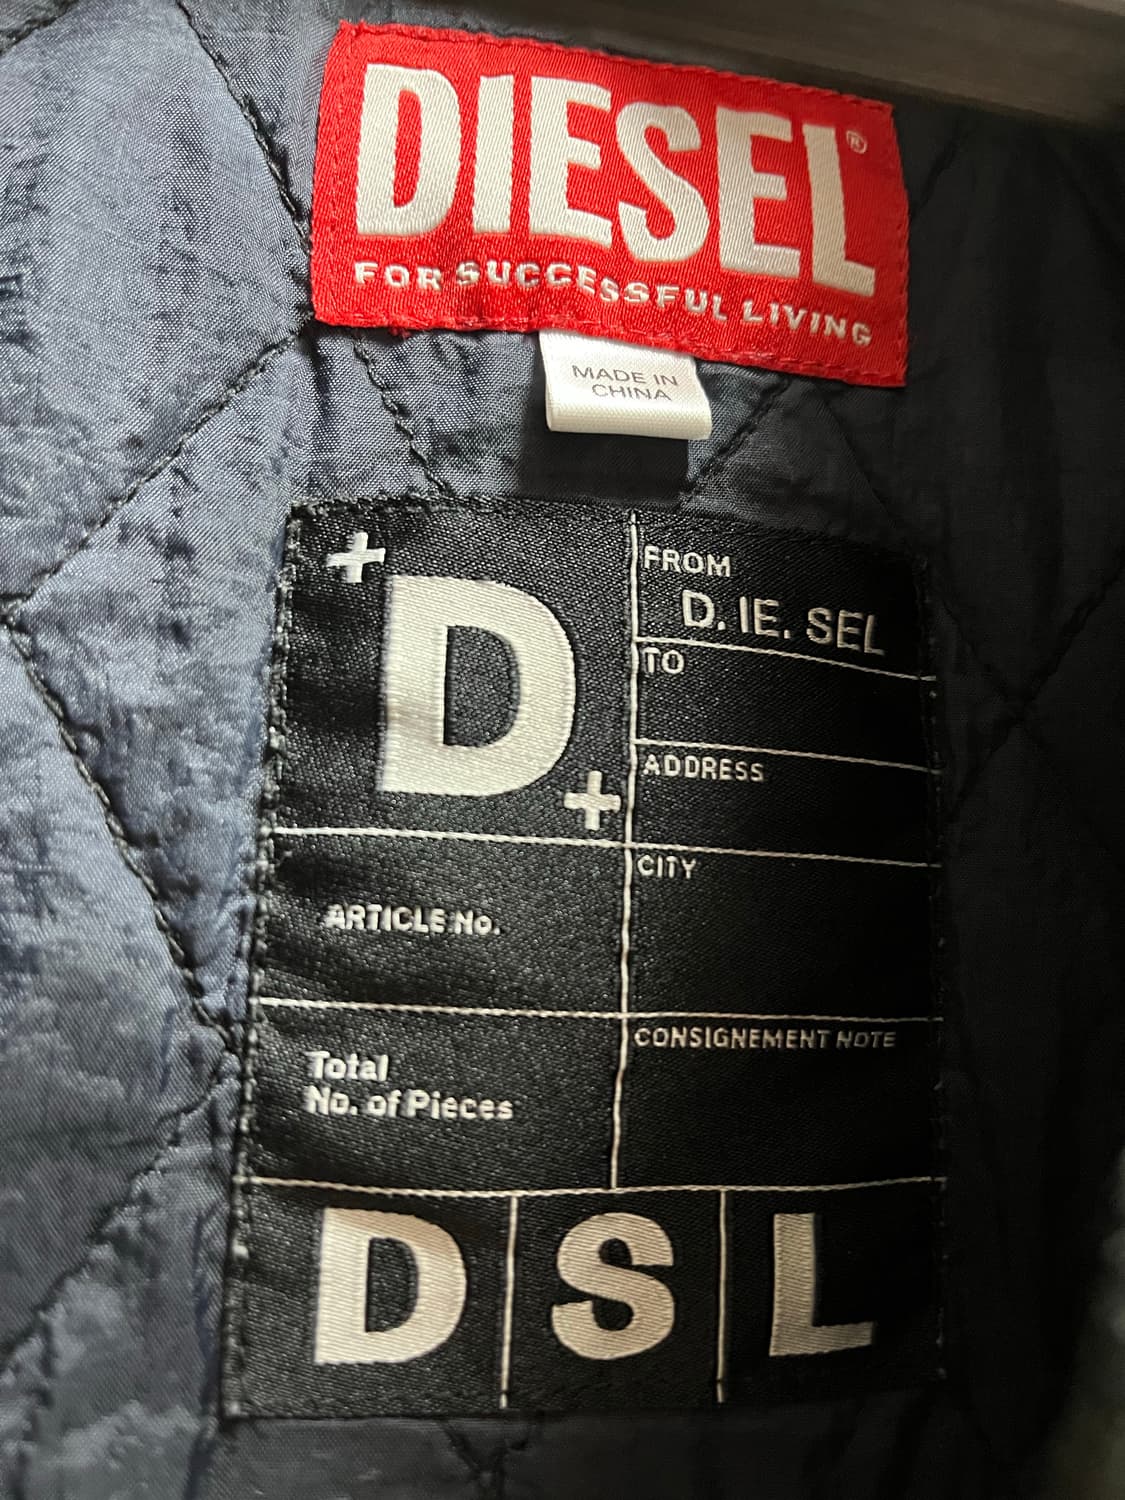 DIESEL®
FOR SUCCESSFUL LIVING
MADE IN
CHINA
+D+
FROM
D. IE. SEL
TO
ADDRESS
CITY
ARTICLE No.
CONSIGNEMENT NOTE
Total
No. of Pieces
D S L